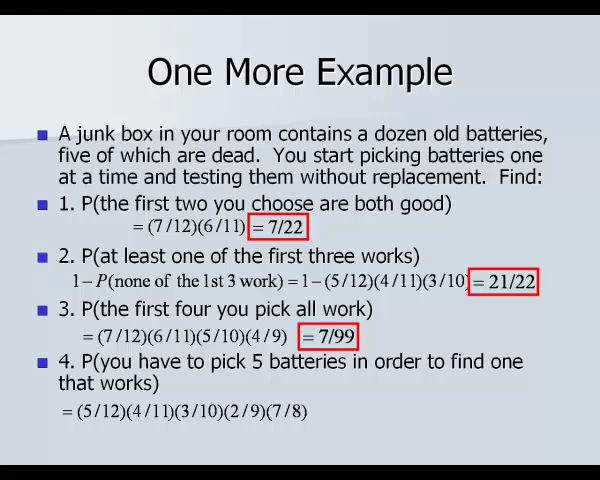 One More Example
A junk box in your room contains a dozen old batteries,
five of which are dead. You start picking batteries one
at a time and testing them without replacement. Find:
1. P(the first two you choose are both good)
= (7/12)(6/11) = 7/22
2. P(at least one of the first three works)
1 − P(none of the 1st 3 work) = 1 − (5/12)(4/11)(3/10) = 21/22
3. P(the first four you pick all work)
= (7/12)(6/11)(5/10)(4/9) = 7/99
4. P(you have to pick 5 batteries in order to find one
that works)
= (5/12)(4/11)(3/10)(2/9)(7/8)